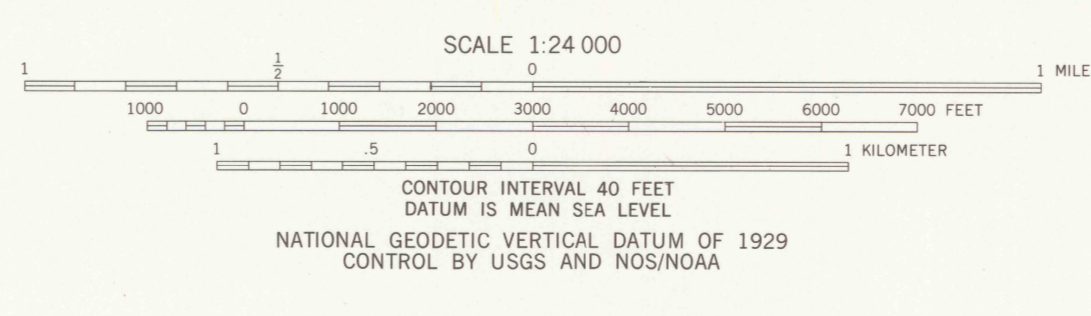 SCALE 1:24 000
1 1/2 0 1 MILE
1000 0 1000 2000 3000 4000 5000 6000 7000 FEET
1 .5 0 1 KILOMETER
CONTOUR INTERVAL 40 FEET
DATUM IS MEAN SEA LEVEL
NATIONAL GEODETIC VERTICAL DATUM OF 1929
CONTROL BY USGS AND NOS/NOAA